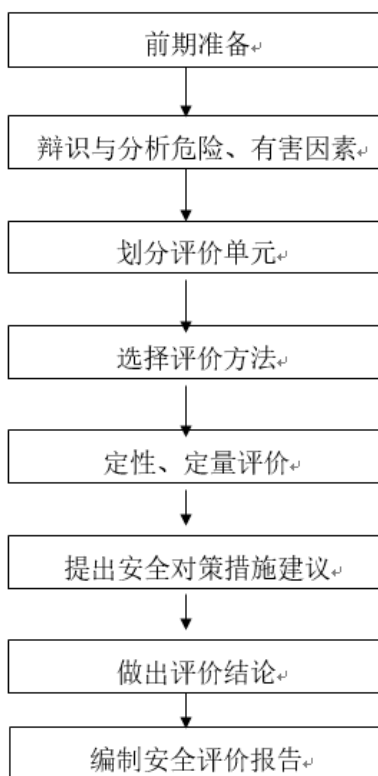 前期准备
辩识与分析危险、有害因素
划分评价单元
选择评价方法
定性、定量评价
提出安全对策措施建议
做出评价结论
编制安全评价报告